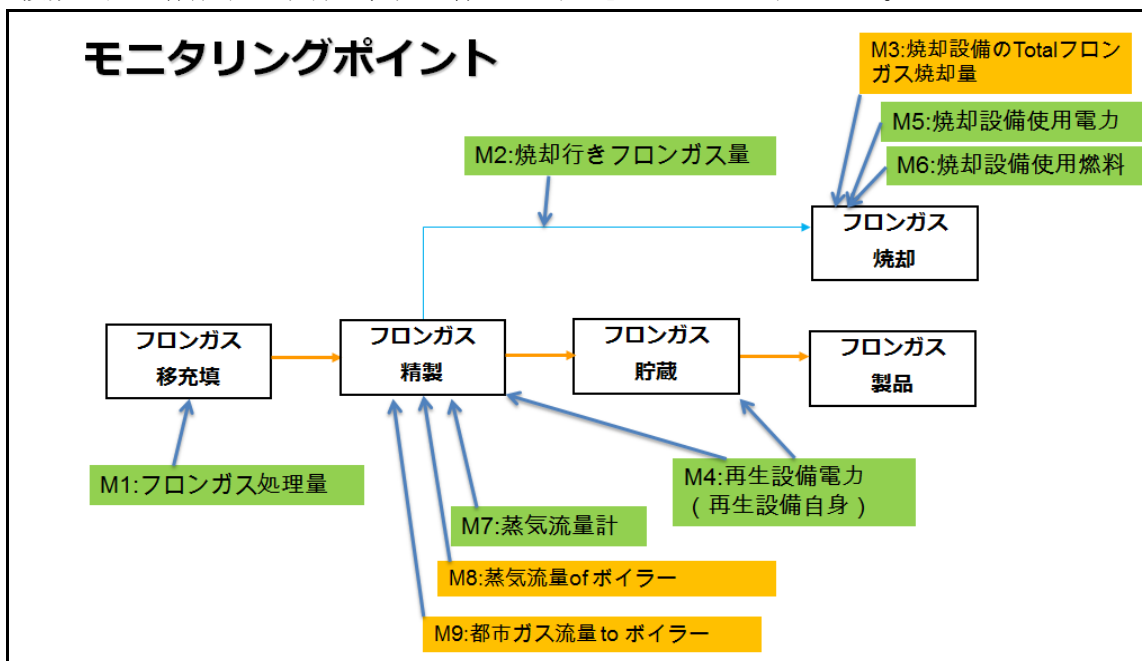 モニタリングポイント
M3:焼却設備のTotalフロン
ガス焼却量
M5:焼却設備使用電力
M6:焼却設備使用燃料
M2:焼却行きフロンガス量
フロンガス
焼却
フロンガス
移充填
フロンガス
精製
フロンガス
貯蔵
フロンガス
製品
M1:フロンガス処理量
M4:再生設備電力
(再生設備自身)
M7:蒸気流量計
M8:蒸気流量of ボイラー
M9:都市ガス流量to ボイラー